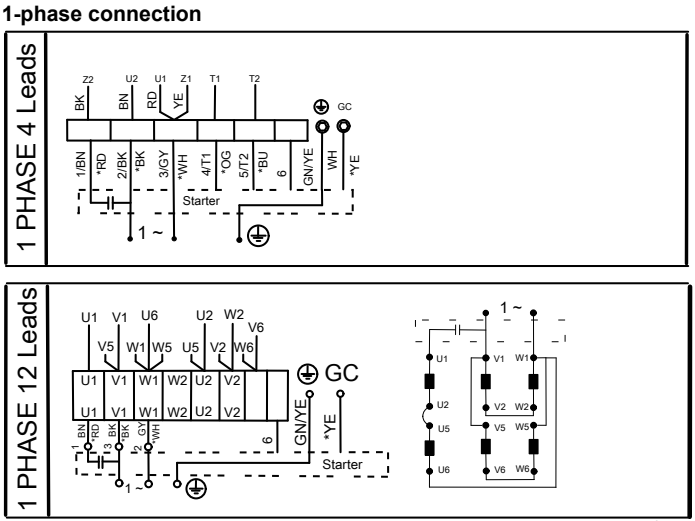 1-phase connection
1 PHASE 4 Leads
Z2 U2 U1 Z1 T1 T2
BK BN RD YE
GC
1/BN *RD 2/BK *BK 3/GY *WH 4/T1 *OG 5/T2 *BU 6 GN/YE WH *YE
Starter
1 ~
1 PHASE 12 Leads
U1 V1 U6 U2 W2 V6
V5 W1 W5 U5 V2 W6
U1 V1 W1 W2 U2 V2
U1 V1 W1 W2 U2 V2
GC
1 BN *RD 3 BK *BK 2 GY *WH 6 GN/YE *YE
Starter
1 ~
1 ~
U1 V1 W1
U2 V2 W2
U5 V5 W5
U6 V6 W6